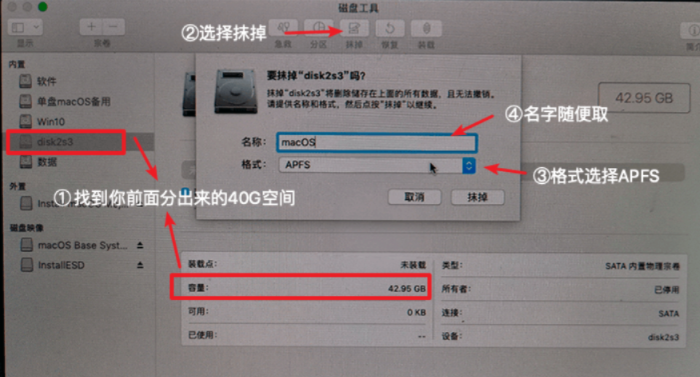 磁盘工具
②选择抹掉
显示
宗卷
急救
分区
抹掉
恢复
装载
内置
软件
单盘macOS备用
Win10
disk2s3
数据
外置
磁盘映像
macOS Base Syst...
InstallESD
要抹掉“disk2s3”吗?
抹掉“disk2s3”将删除储存在上面的所有数据,且无法撤销。
请提供名称和格式,然后点按“抹掉”以继续。
名称: macOS
格式: APFS
取消
抹掉
42.95 GB
④名字随便取
③格式选择APFS
①找到你前面分出来的40G空间
装载点: 未装载
容量: 42.95 GB
可用: 0 KB
已使用: --
类型: SATA 内置物理宗卷
所有者: 已停用
连接: SATA
设备: disk2s3